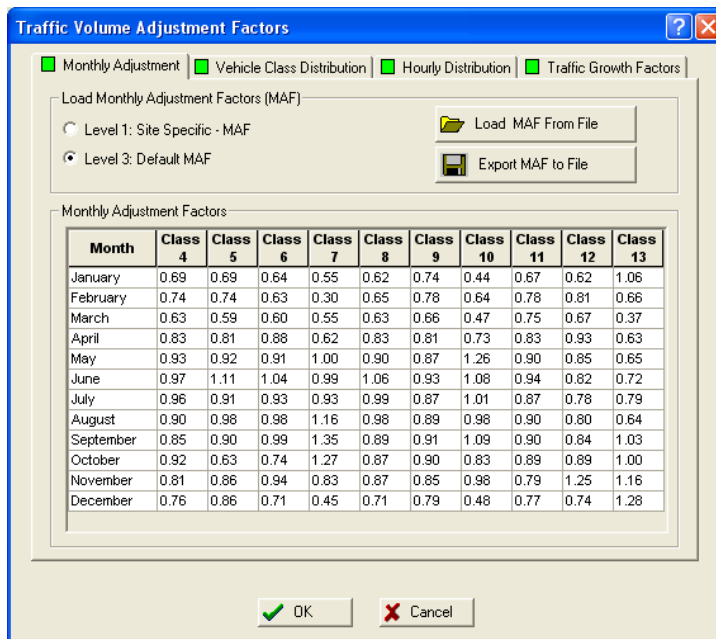 Traffic Volume Adjustment Factors
Monthly Adjustment Vehicle Class Distribution Hourly Distribution Traffic Growth Factors
Load Monthly Adjustment Factors (MAF)
Level 1: Site Specific - MAF
Level 3: Default MAF
Load MAF From File
Export MAF to File
Monthly Adjustment Factors
Month Class 4 Class 5 Class 6 Class 7 Class 8 Class 9 Class 10 Class 11 Class 12 Class 13
January 0.69 0.69 0.64 0.55 0.62 0.74 0.44 0.67 0.62 1.06
February 0.74 0.74 0.63 0.30 0.65 0.78 0.64 0.78 0.81 0.66
March 0.63 0.59 0.60 0.55 0.63 0.66 0.47 0.75 0.67 0.37
April 0.83 0.81 0.88 0.62 0.83 0.81 0.73 0.83 0.93 0.63
May 0.93 0.92 0.91 1.00 0.90 0.87 1.26 0.90 0.85 0.65
June 0.97 1.11 1.04 0.99 1.06 0.93 1.08 0.94 0.82 0.72
July 0.96 0.91 0.93 0.93 0.99 0.87 1.01 0.87 0.78 0.79
August 0.90 0.98 0.98 1.16 0.98 0.89 0.98 0.90 0.80 0.64
September 0.85 0.90 0.99 1.35 0.89 0.91 1.09 0.90 0.84 1.03
October 0.92 0.63 0.74 1.27 0.87 0.90 0.83 0.89 0.89 1.00
November 0.81 0.86 0.94 0.83 0.87 0.85 0.98 0.79 1.25 1.16
December 0.76 0.86 0.71 0.45 0.71 0.79 0.48 0.77 0.74 1.28
OK Cancel